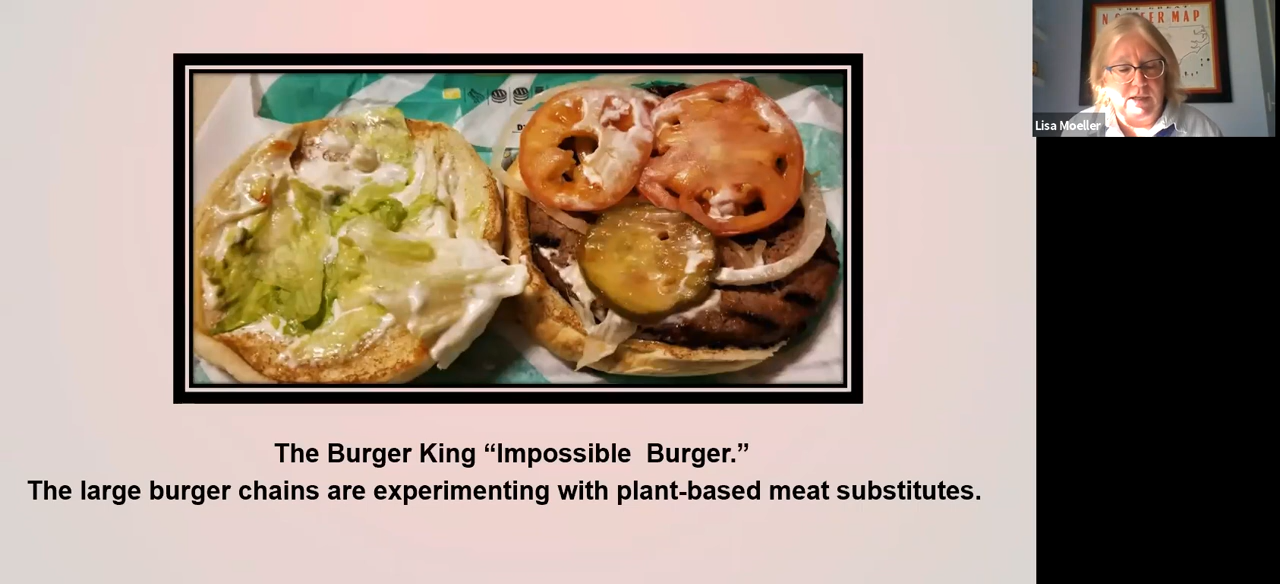 The Burger King “Impossible  Burger.”
The large burger chains are experimenting with plant-based meat substitutes.
Lisa Moeller